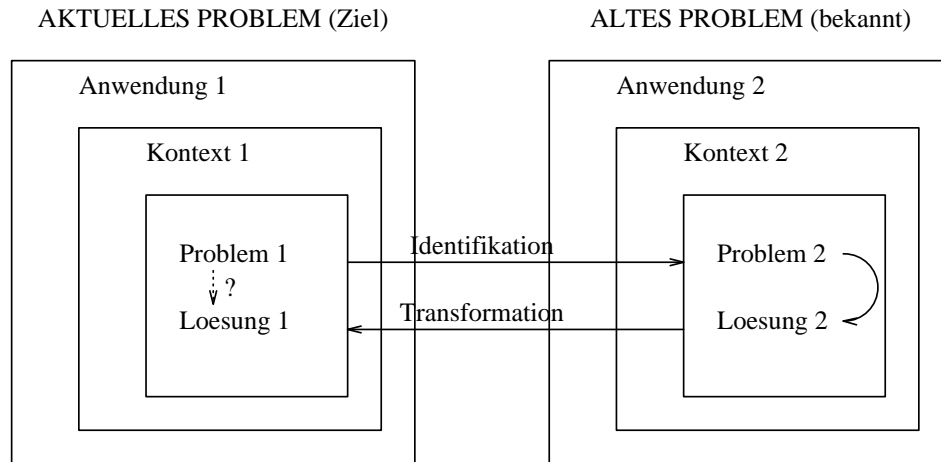 AKTUELLES PROBLEM (Ziel)
ALTES PROBLEM (bekannt)
Anwendung 1
Anwendung 2
Kontext 1
Kontext 2
Identifikation
Problem 1
Problem 2
?
Transformation
Loesung 1
Loesung 2